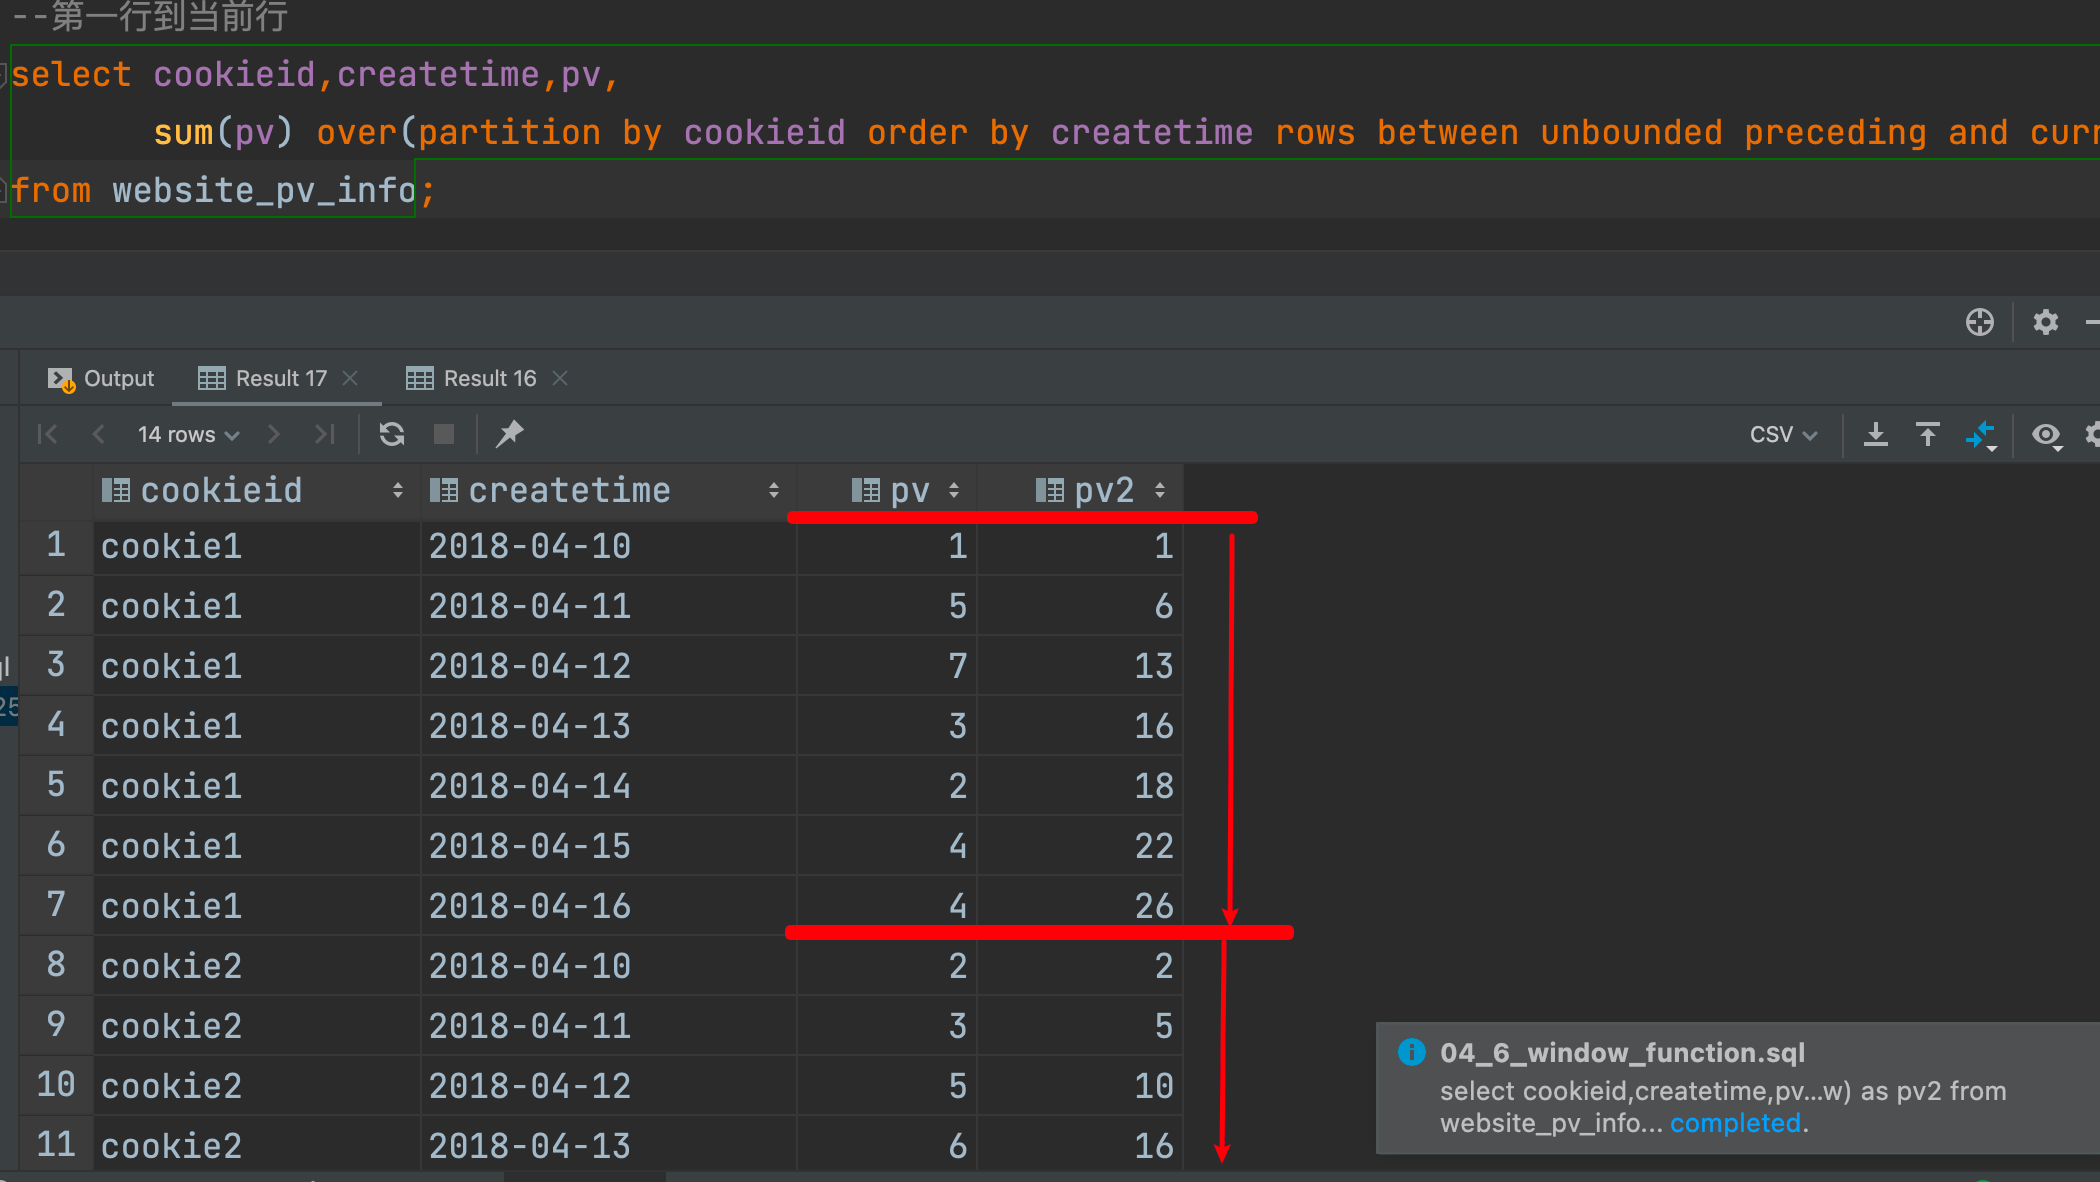 --第一行到当前行
select cookieid,createtime,pv,
sum(pv) over(partition by cookieid order by createtime rows between unbounded preceding and curr
from website_pv_info;
Output Result 17 Result 16
14 rows CSV
cookieid createtime pv pv2
1 cookie1 2018-04-10 1 1
2 cookie1 2018-04-11 5 6
3 cookie1 2018-04-12 7 13
4 cookie1 2018-04-13 3 16
5 cookie1 2018-04-14 2 18
6 cookie1 2018-04-15 4 22
7 cookie1 2018-04-16 4 26
8 cookie2 2018-04-10 2 2
9 cookie2 2018-04-11 3 5
10 cookie2 2018-04-12 5 10
11 cookie2 2018-04-13 6 16
04_6_window_function.sql
select cookieid,createtime,pv...w) as pv2 from
website_pv_info... completed.